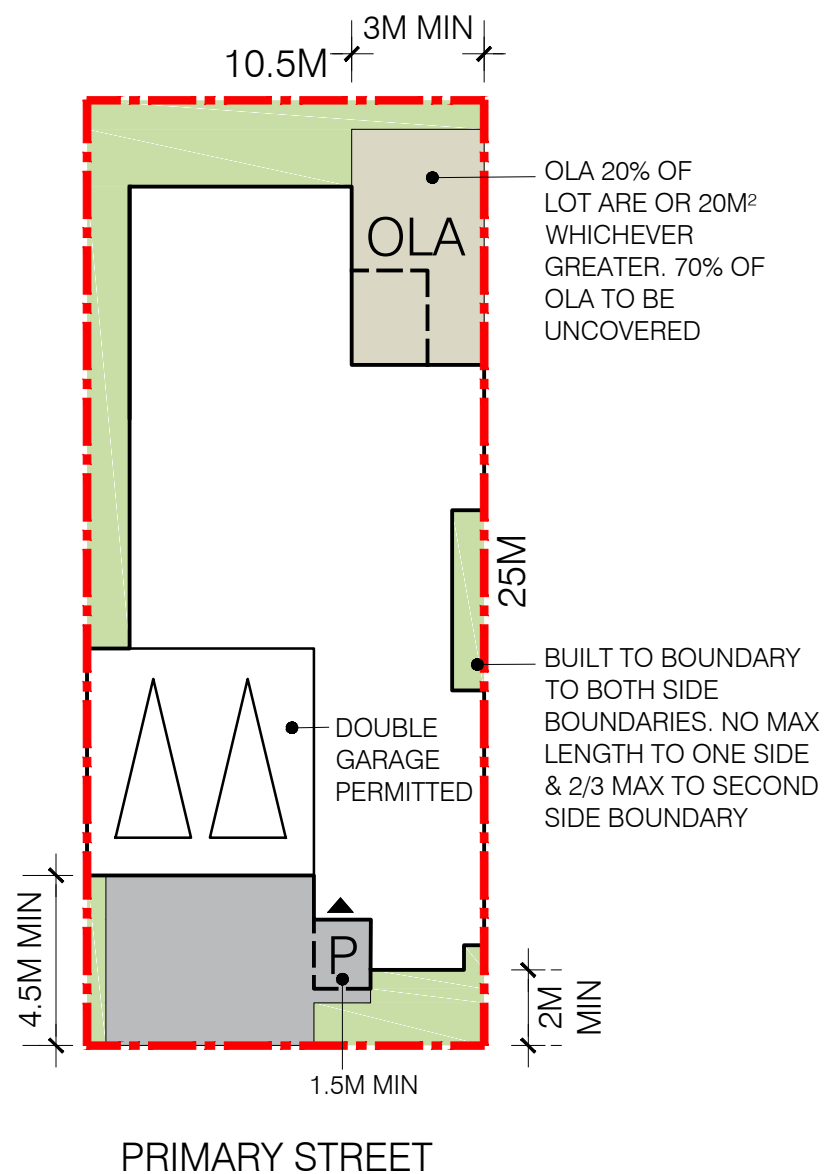 3M MIN
10.5M
OLA 20% OF
LOT ARE OR 20M²
WHICHEVER
GREATER. 70% OF
OLA TO BE
UNCOVERED
OLA
25M
BUILT TO BOUNDARY
TO BOTH SIDE
BOUNDARIES. NO MAX
LENGTH TO ONE SIDE
& 2/3 MAX TO SECOND
SIDE BOUNDARY
DOUBLE
GARAGE
PERMITTED
4.5M MIN
P
2M
MIN
1.5M MIN
PRIMARY STREET